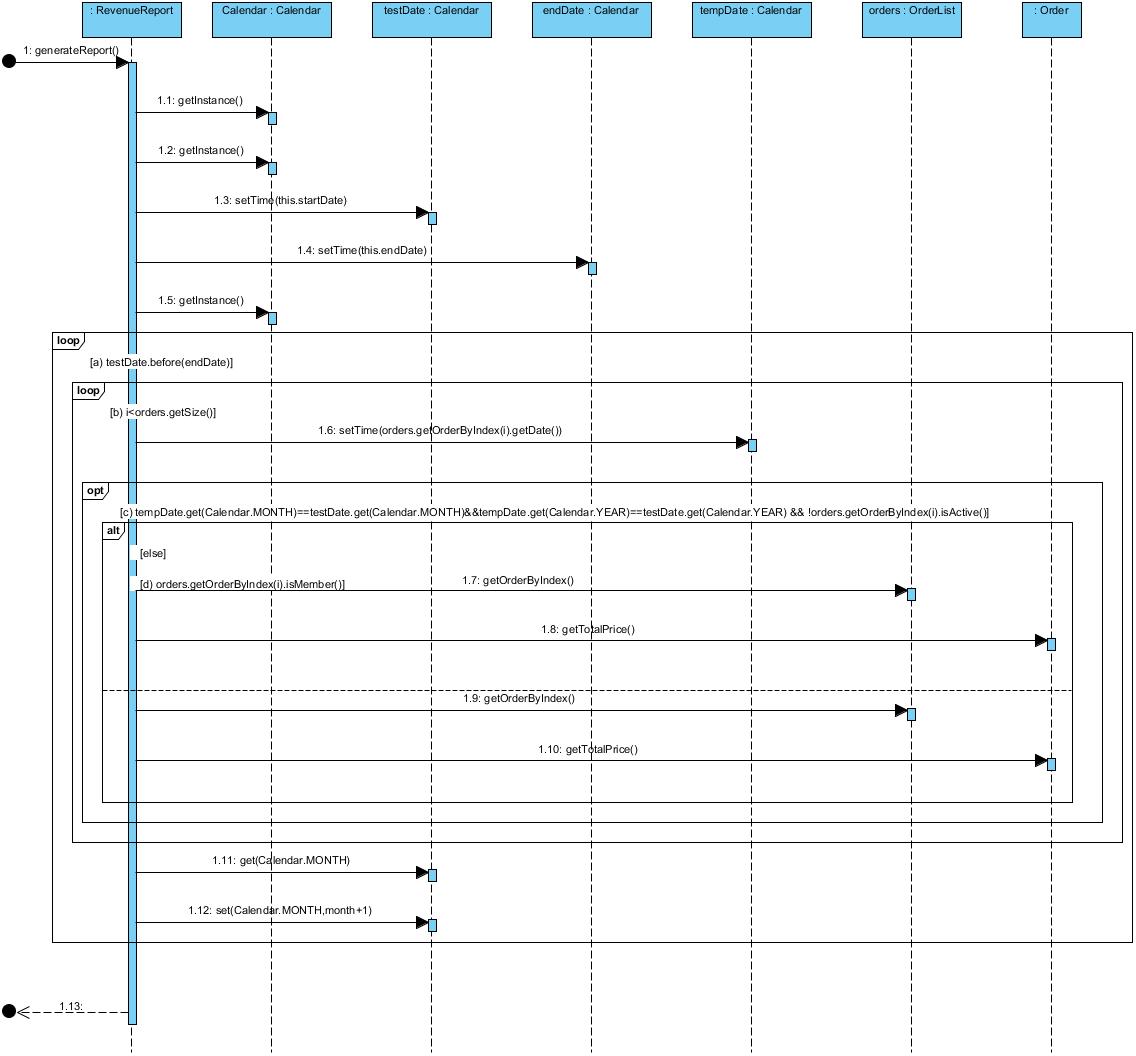 : RevenueReport
Calendar : Calendar
testDate : Calendar
endDate : Calendar
tempDate : Calendar
orders : OrderList
: Order
1: generateReport()
1.1: getInstance()
1.2: getInstance()
1.3: setTime(this.startDate)
1.4: setTime(this.endDate)
1.5: getInstance()
loop
[a) testDate.before(endDate)]
loop
[b) i<orders.getSize()]
1.6: setTime(orders.getOrderByIndex(i).getDate())
opt
[c) tempDate.get(Calendar.MONTH)==testDate.get(Calendar.MONTH)&&tempDate.get(Calendar.YEAR)==testDate.get(Calendar.YEAR) && !orders.getOrderByIndex(i).isActive()]
alt
[else]
[d) orders.getOrderByIndex(i).isMember()]
1.7: getOrderByIndex()
1.8: getTotalPrice()
1.9: getOrderByIndex()
1.10: getTotalPrice()
1.11: get(Calendar.MONTH)
1.12: set(Calendar.MONTH,month+1)
1.13: